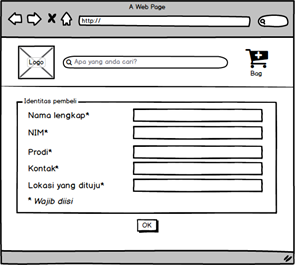 A Web Page
http://
Logo
Apa yang anda cari?
Bag
Identitas pembeli
Nama lengkap*
NIM*
Prodi*
Kontak*
Lokasi yang dituju*
* Wajib diisi
OK